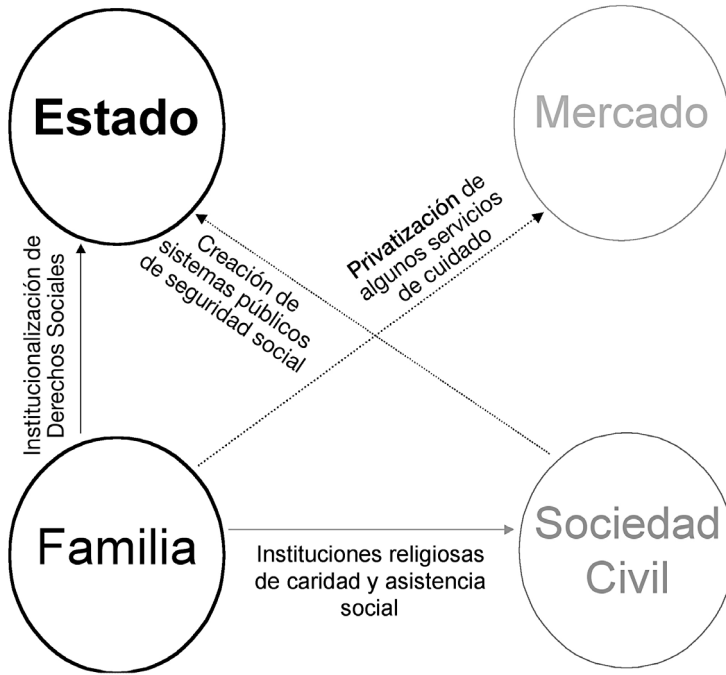 Estado
Mercado
Privatización de
algunos servicios
de cuidado
Creación de
sistemas públicos
de seguridad social
Institucionalización de
Derechos Sociales
Familia
Instituciones religiosas
de caridad y asistencia
social
Sociedad
Civil